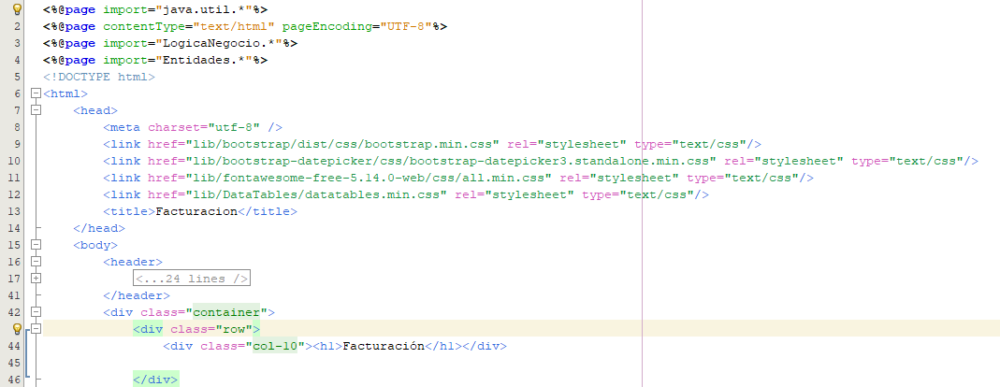 <%@page import="java.util.*"%>
2 <%@page contentType="text/html" pageEncoding="UTF-8"%>
3 <%@page import="LogicaNegocio.*"%>
4 <%@page import="Entidades.*"%>
5 <!DOCTYPE html>
6 <html>
7 <head>
8 <meta charset="utf-8" />
9 <link href="lib/bootstrap/dist/css/bootstrap.min.css" rel="stylesheet" type="text/css"/>
10 <link href="lib/bootstrap-datepicker/css/bootstrap-datepicker3.standalone.min.css" rel="stylesheet" type="text/css"/>
11 <link href="lib/fontawesome-free-5.14.0-web/css/all.min.css" rel="stylesheet" type="text/css"/>
12 <link href="lib/DataTables/datatables.min.css" rel="stylesheet" type="text/css"/>
13 <title>Facturacion</title>
14 </head>
15 <body>
16 <header>
17 <...24 lines />
41 </header>
42 <div class="container">
<div class="row">
44 <div class="col-10"><h1>Facturación</h1></div>
45
46 </div>